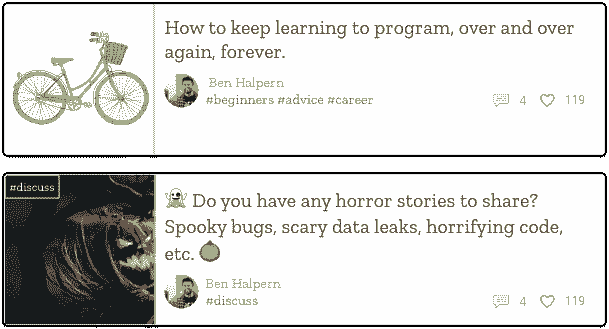 How to keep learning to program, over and over
again, forever.
Ben Halpern
#beginners #advice #career
4 119
#discuss
Do you have any horror stories to share?
Spooky bugs, scary data leaks, horrifying code,
etc.
Ben Halpern
#discuss
4 119